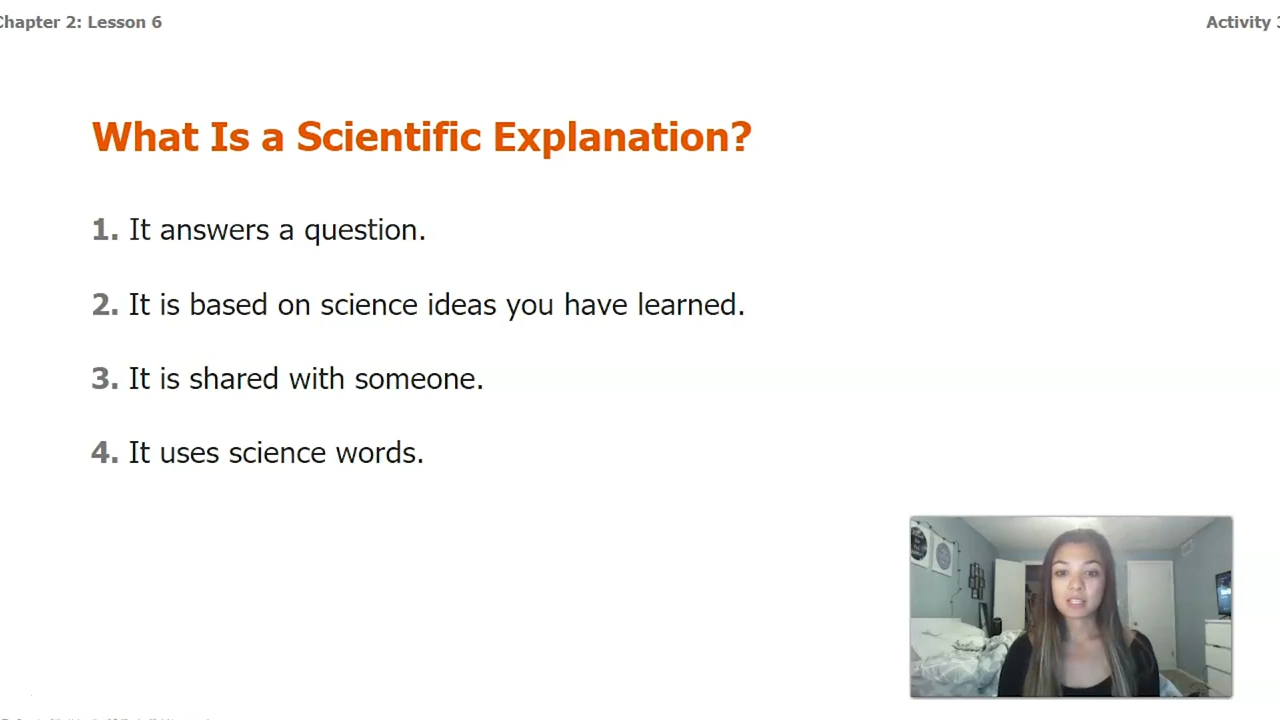 Chapter 2: Lesson 6
Activity 3
What Is a Scientific Explanation?
1. It answers a question.
2. It is based on science ideas you have learned.
3. It is shared with someone.
4. It uses science words.